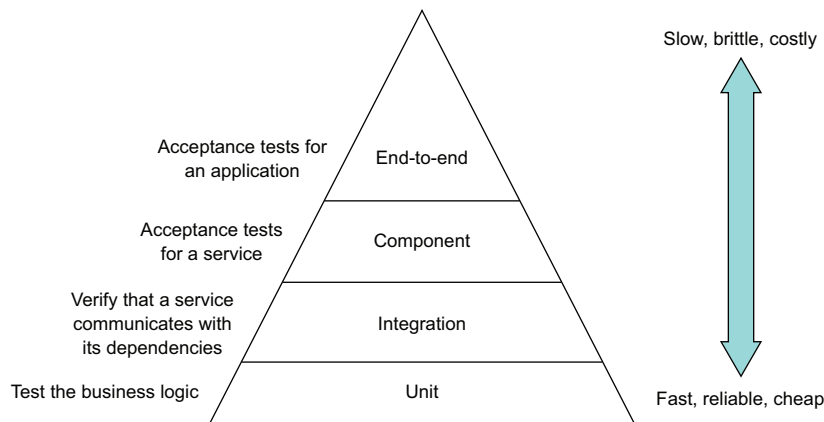 Slow, brittle, costly
Acceptance tests for
an application
End-to-end
Acceptance tests
for a service
Component
Verify that a service
communicates with
its dependencies
Integration
Test the business logic
Unit
Fast, reliable, cheap